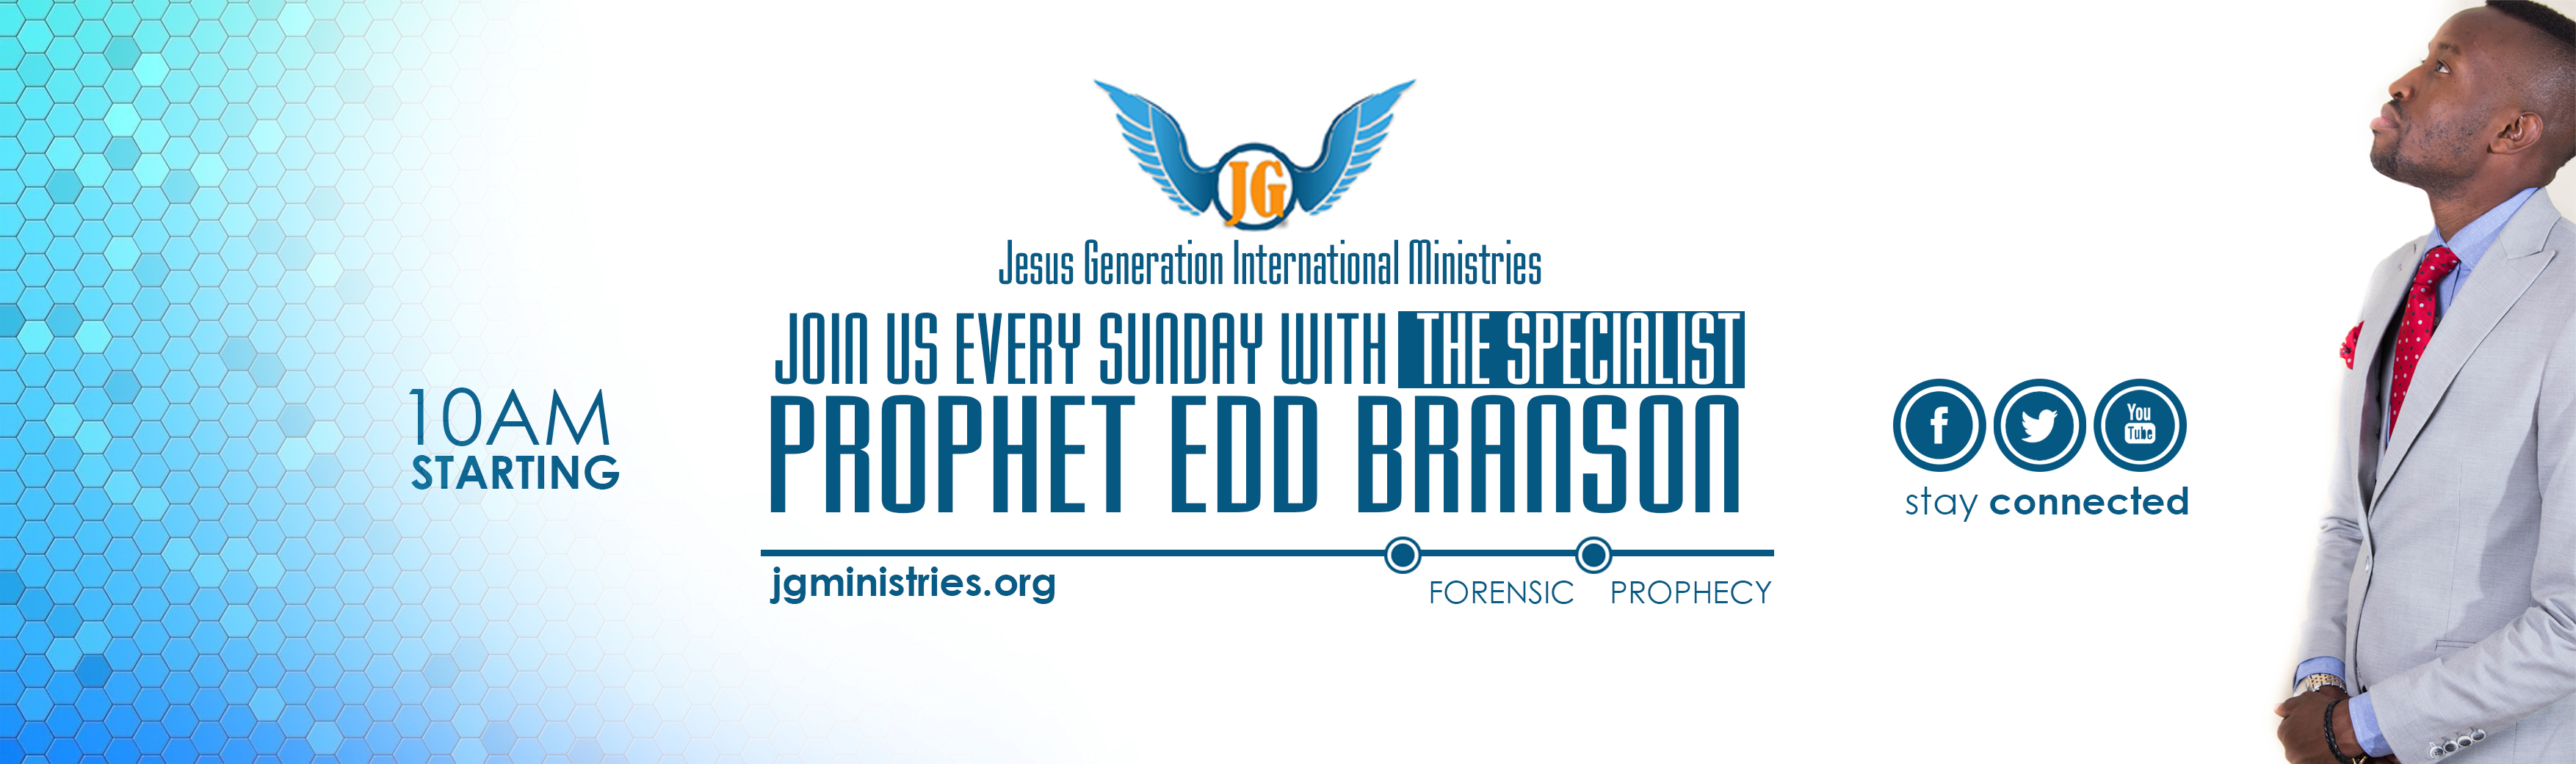 JG
Jesus Generation International Ministries
JOIN US EVERY SUNDAY WITH THE SPECIALIST
PROPHET EDD BRANSON
10AM
STARTING
f
You
Tube
stay connected
jgministries.org
FORENSIC PROPHECY